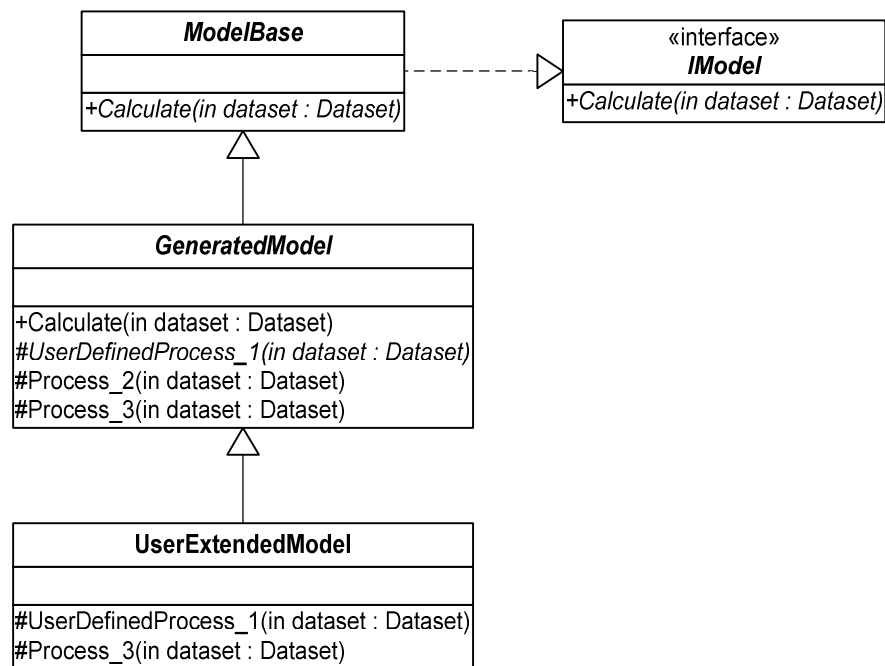 ModelBase
+Calculate(in dataset : Dataset)
«interface»
IModel
+Calculate(in dataset : Dataset)
GeneratedModel
+Calculate(in dataset : Dataset)
#UserDefinedProcess_1(in dataset : Dataset)
#Process_2(in dataset : Dataset)
#Process_3(in dataset : Dataset)
UserExtendedModel
#UserDefinedProcess_1(in dataset : Dataset)
#Process_3(in dataset : Dataset)